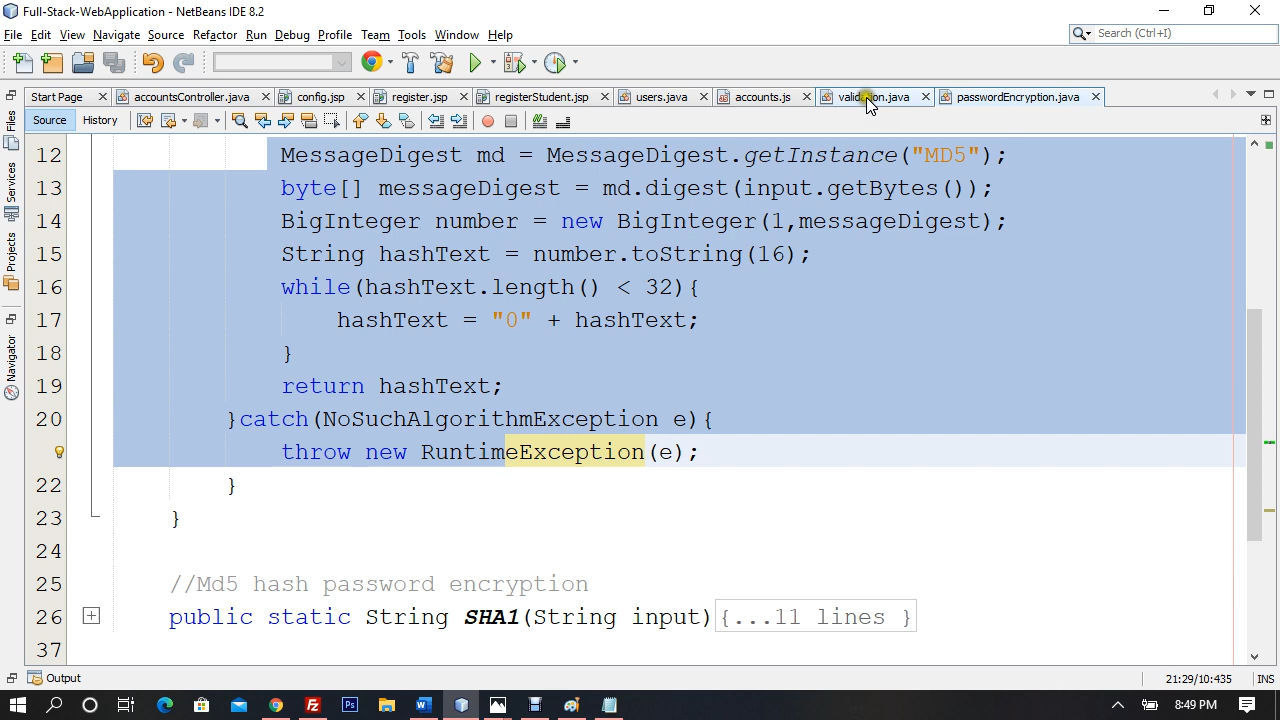 Full-Stack-WebApplication - NetBeans IDE 8.2
File Edit View Navigate Source Refactor Run Debug Profile Team Tools Window Help
Search (Ctrl+I)
Start Page accountsController.java config.jsp register.jsp registerStudent.jsp users.java accounts.js validation.java passwordEncryption.java
Source History
Files
Services
Projects
Navigator
12 MessageDigest md = MessageDigest.getInstance("MD5");
13 byte[] messageDigest = md.digest(input.getBytes());
14 BigInteger number = new BigInteger(1,messageDigest);
15 String hashText = number.toString(16);
16 while(hashText.length() < 32){
17 hashText = "0" + hashText;
18 }
19 return hashText;
20 }catch(NoSuchAlgorithmException e){
throw new RuntimeException(e);
22 }
23 }
24
25 //Md5 hash password encryption
26 public static String SHA1(String input){...11 lines }
37
Output
21:29/10:435 INS
8:49 PM